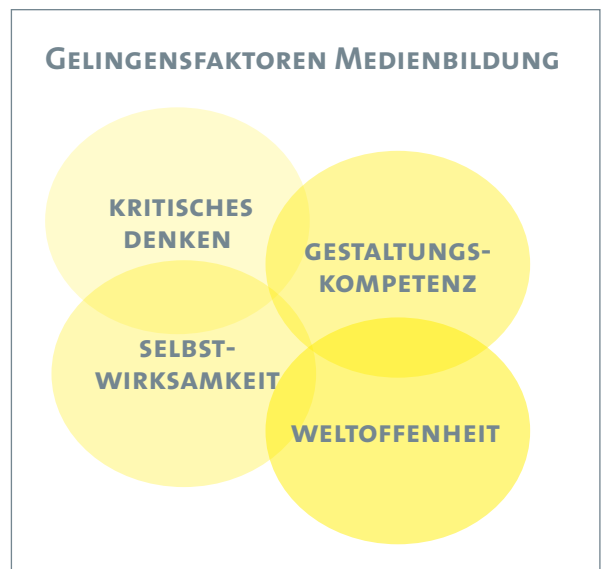 Gelingensfaktoren Medienbildung
KRITISCHES
DENKEN
GESTALTUNGS-
KOMPETENZ
SELBST-
WIRKSAMKEIT
WELTOFFENHEIT